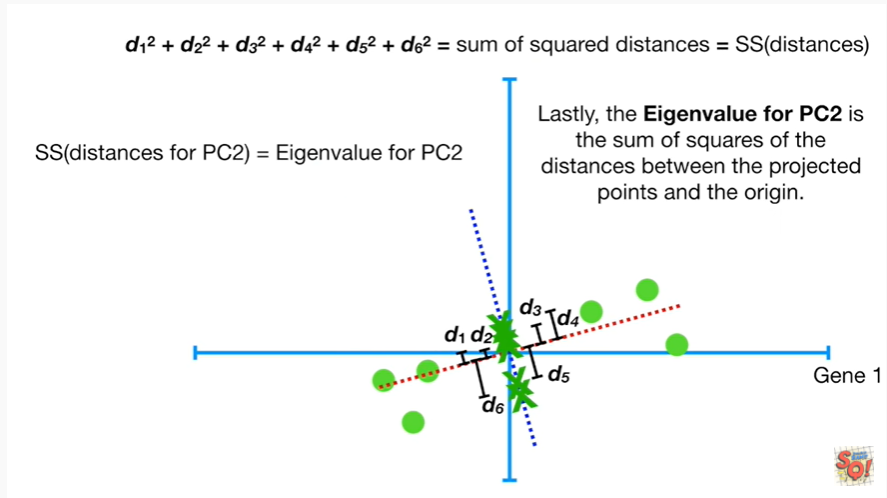 d₁² + d₂² + d₃² + d₄² + d₅² + d₆² = sum of squared distances = SS(distances)
Lastly, the Eigenvalue for PC2 is
the sum of squares of the
distances between the projected
points and the origin.
SS(distances for PC2) = Eigenvalue for PC2
d₃
d₄
d₁ d₂
d₅
Gene 1
d₆
SQ!